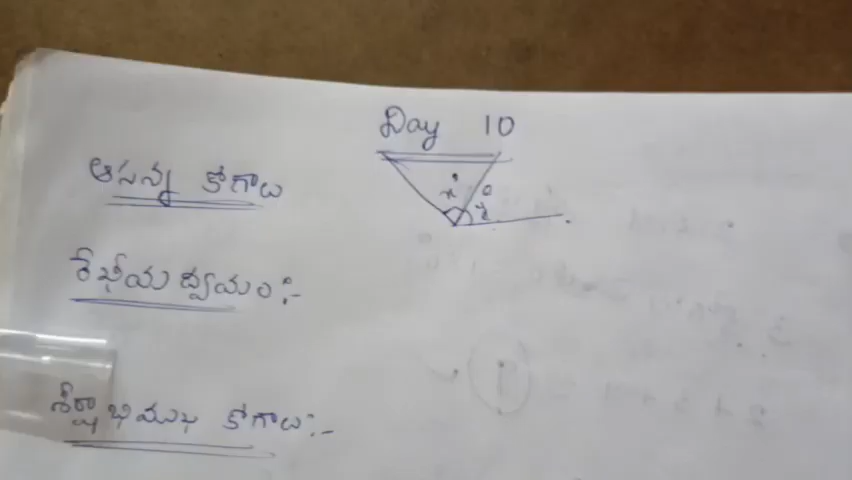 Day 10
ఆసన్న కోణాలు
x° z°
రేఖీయ ద్వయం :-
శీర్షాభిముఖ కోణాలు :-